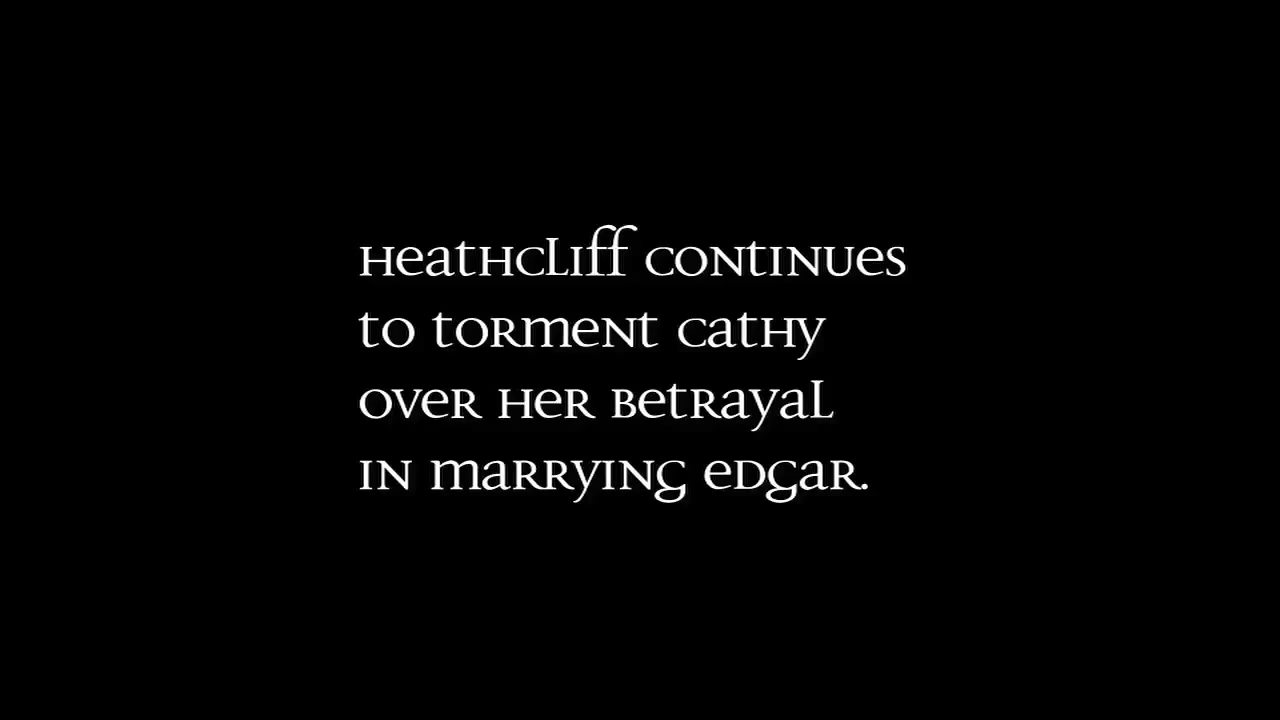 Heathcliff continues
to torment Cathy
over her betrayal
in marrying Edgar.